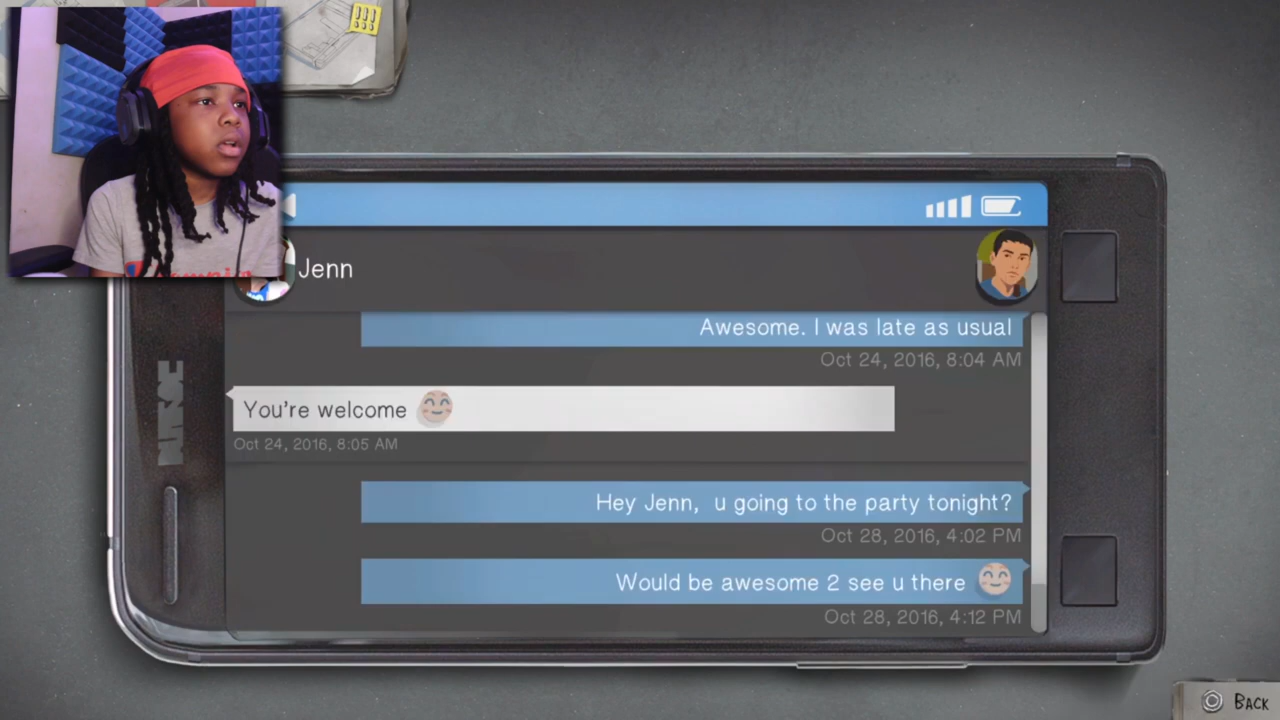 Jenn
Awesome. I was late as usual
Oct 24, 2016, 8:04 AM
You're welcome
Oct 24, 2016, 8:05 AM
Hey Jenn, u going to the party tonight?
Oct 28, 2016, 4:02 PM
Would be awesome 2 see u there
Oct 28, 2016, 4:12 PM
BACK